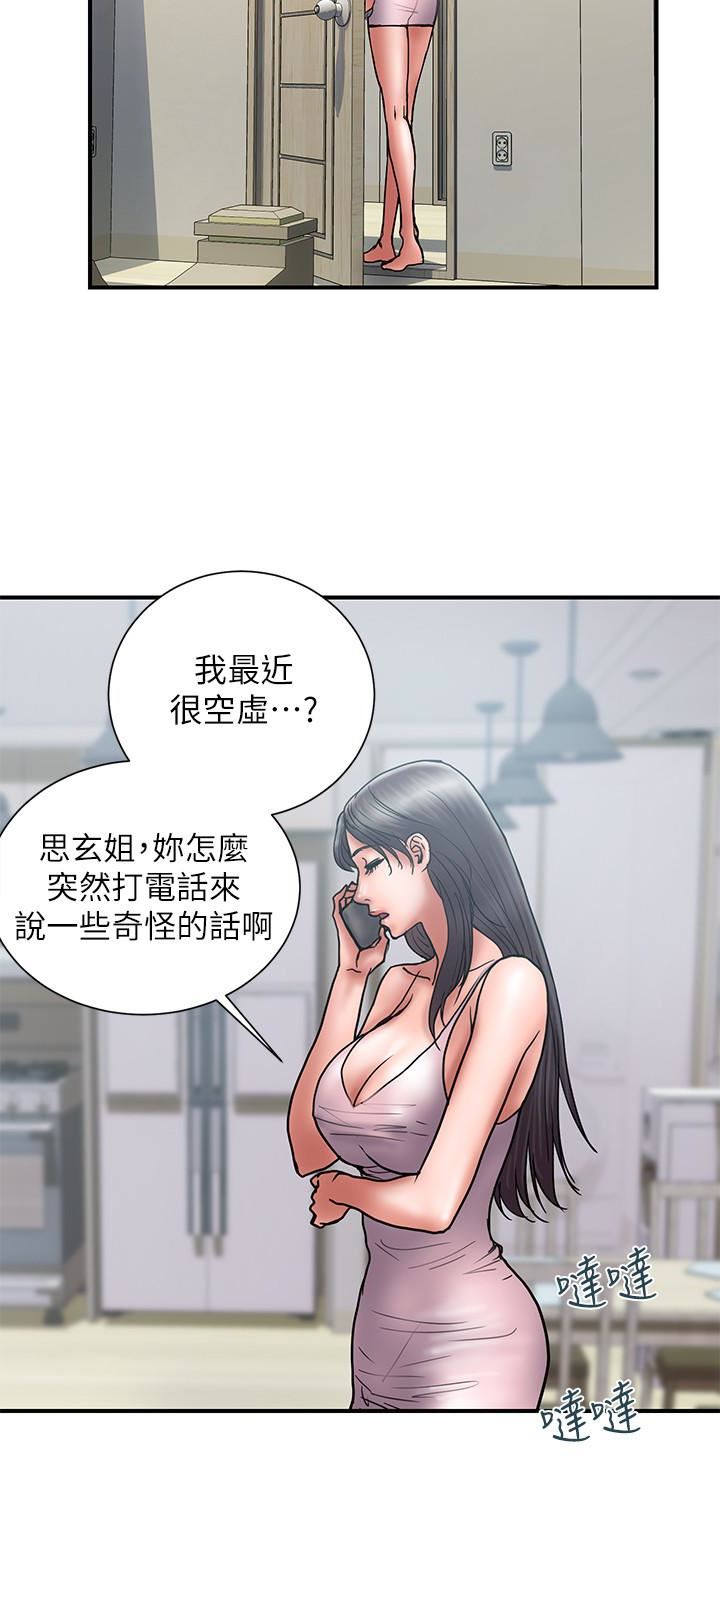 我最近
很空虛…?
思玄姐,妳怎麼
突然打電話來
說一些奇怪的話啊
噠噠
噠噠